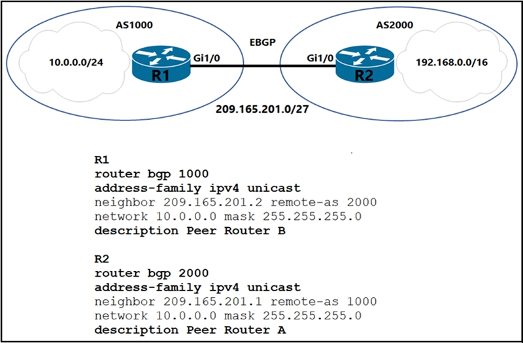 AS1000
EBGP
AS2000
10.0.0.0/24
Gi1/0
Gi1/0
192.168.0.0/16
R1
R2
209.165.201.0/27
R1
router bgp 1000
address-family ipv4 unicast
neighbor 209.165.201.2 remote-as 2000
network 10.0.0.0 mask 255.255.255.0
description Peer Router B
R2
router bgp 2000
address-family ipv4 unicast
neighbor 209.165.201.1 remote-as 1000
network 10.0.0.0 mask 255.255.255.0
description Peer Router A